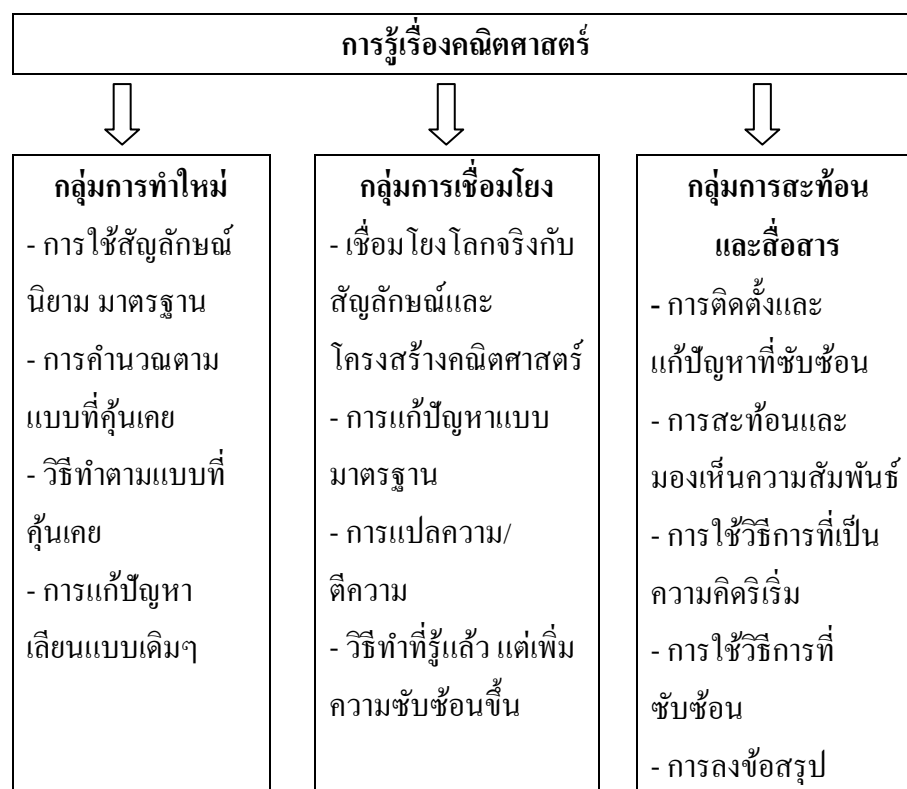 การรู้เรื่องคณิตศาสตร์
กลุ่มการทำใหม่
- การใช้สัญลักษณ์
นิยาม มาตรฐาน
- การคำนวณตาม
แบบที่คุ้นเคย
- วิธีทำตามแบบที่
คุ้นเคย
- การแก้ปัญหา
เลียนแบบเดิมๆ
กลุ่มการเชื่อมโยง
- เชื่อมโยงโลกจริงกับ
สัญลักษณ์และ
โครงสร้างคณิตศาสตร์
- การแก้ปัญหาแบบ
มาตรฐาน
- การแปลความ/
ตีความ
- วิธีทำที่รู้แล้ว แต่เพิ่ม
ความซับซ้อนขึ้น
กลุ่มการสะท้อน
และสื่อสาร
- การติดตั้งและ
แก้ปัญหาที่ซับซ้อน
- การสะท้อนและ
มองเห็นความสัมพันธ์
- การใช้วิธีการที่เป็น
ความคิดริเริ่ม
- การใช้วิธีการที่
ซับซ้อน
- การลงข้อสรุป